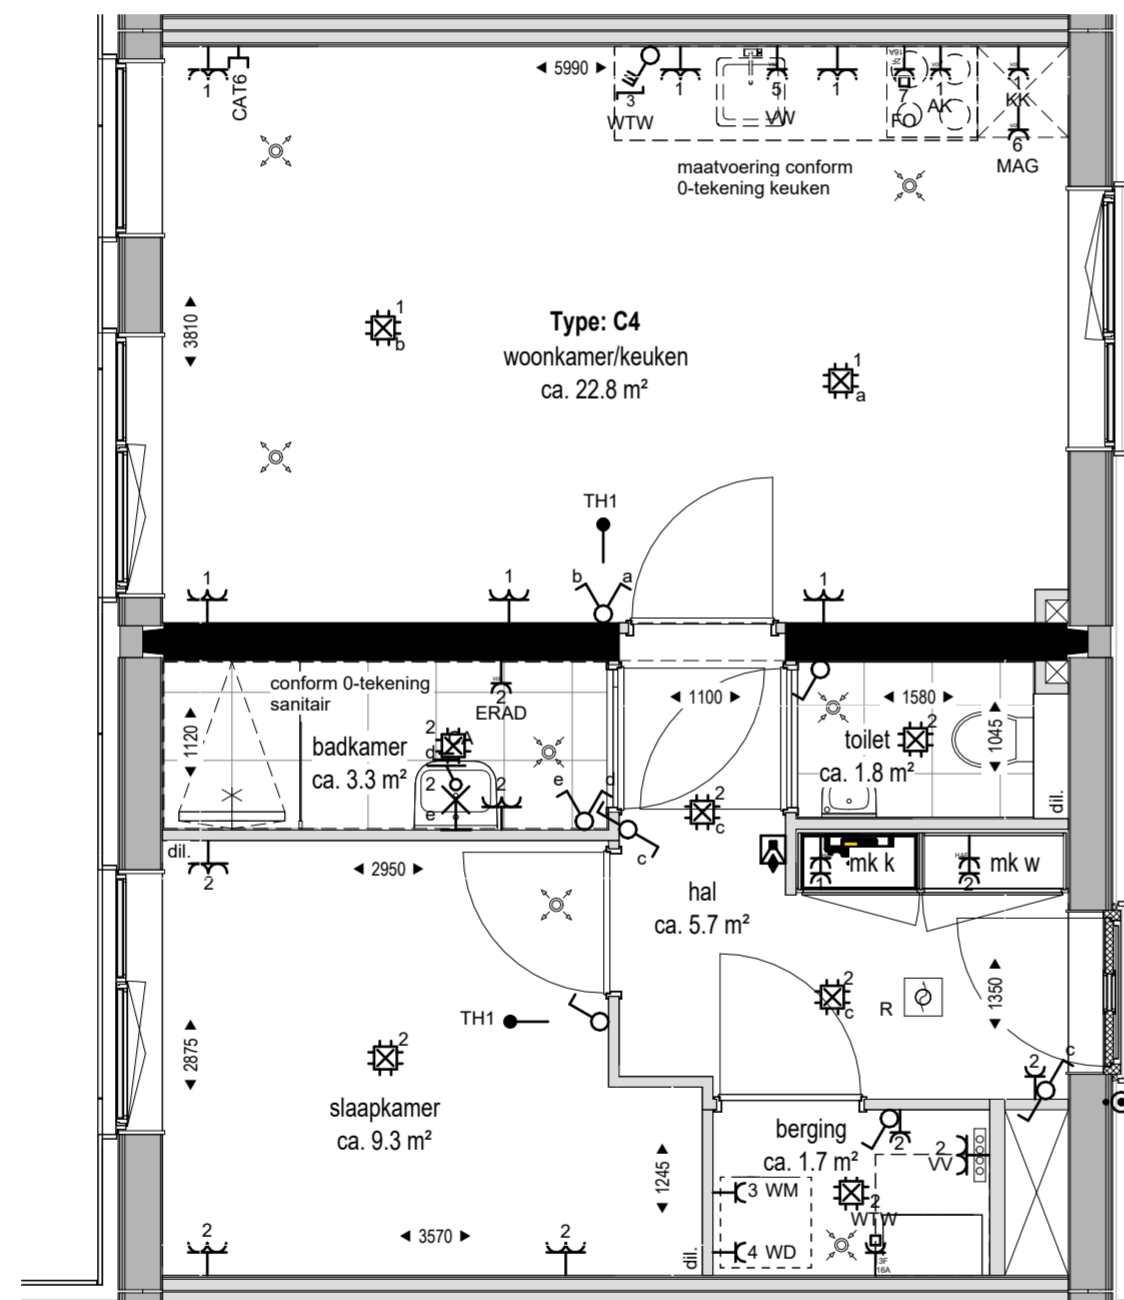 5990
1
CAT6
3
WTW
1
5
VW
1
7
FO
1
AK
1
KK
6
MAG
maatvoering conform
0-tekening keuken
3810
1
b
Type: C4
woonkamer/keuken
ca. 22.8 m²
1
a
TH1
1
1
b
a
1
conform 0-tekening
sanitair
2
ERAD
1100
1580
1045
1120
badkamer
ca. 3.3 m²
2
d
2
e
2
e
d
c
2
c
toilet
ca. 1.8 m²
2
dil.
dil.
2
2950
mk k
1
mk w
2
hal
ca. 5.7 m²
2
c
R
1350
TH1
2875
2
slaapkamer
ca. 9.3 m²
2
c
berging
ca. 1.7 m²
2
2
VV
1245
3 WM
2
WTW
4 WD
3F
16A
dil.
2
3570
2